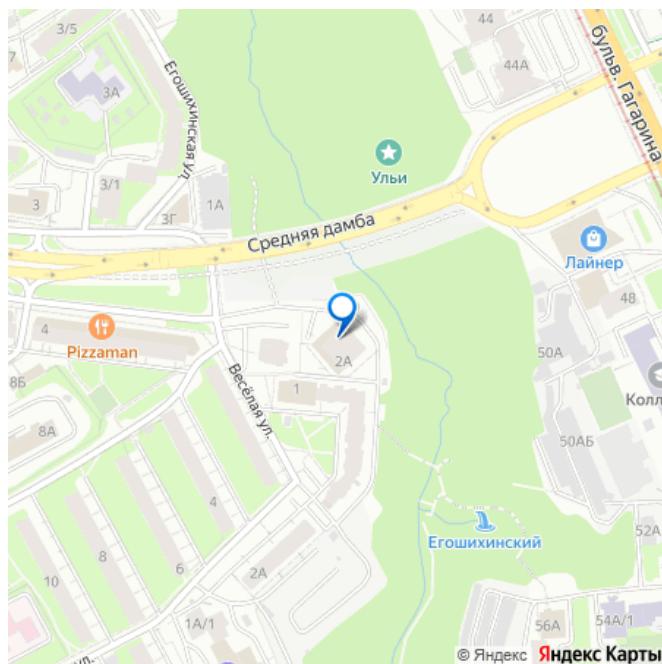 3/5
7
3А
Егошихинская ул.
3/1
3
3Г
1А
44
44А
бульв. Гагарина
Ульи
Средняя дамба
Лайнер
48
50А
Колл
4
Pizzaman
2А
1
8Б
8А
Весёлая ул.
50АБ
4
8
6
10
Егошихинский
52А
2А
1А/1
56А
54А/1
ул.
© Яндекс Яндекс Карты